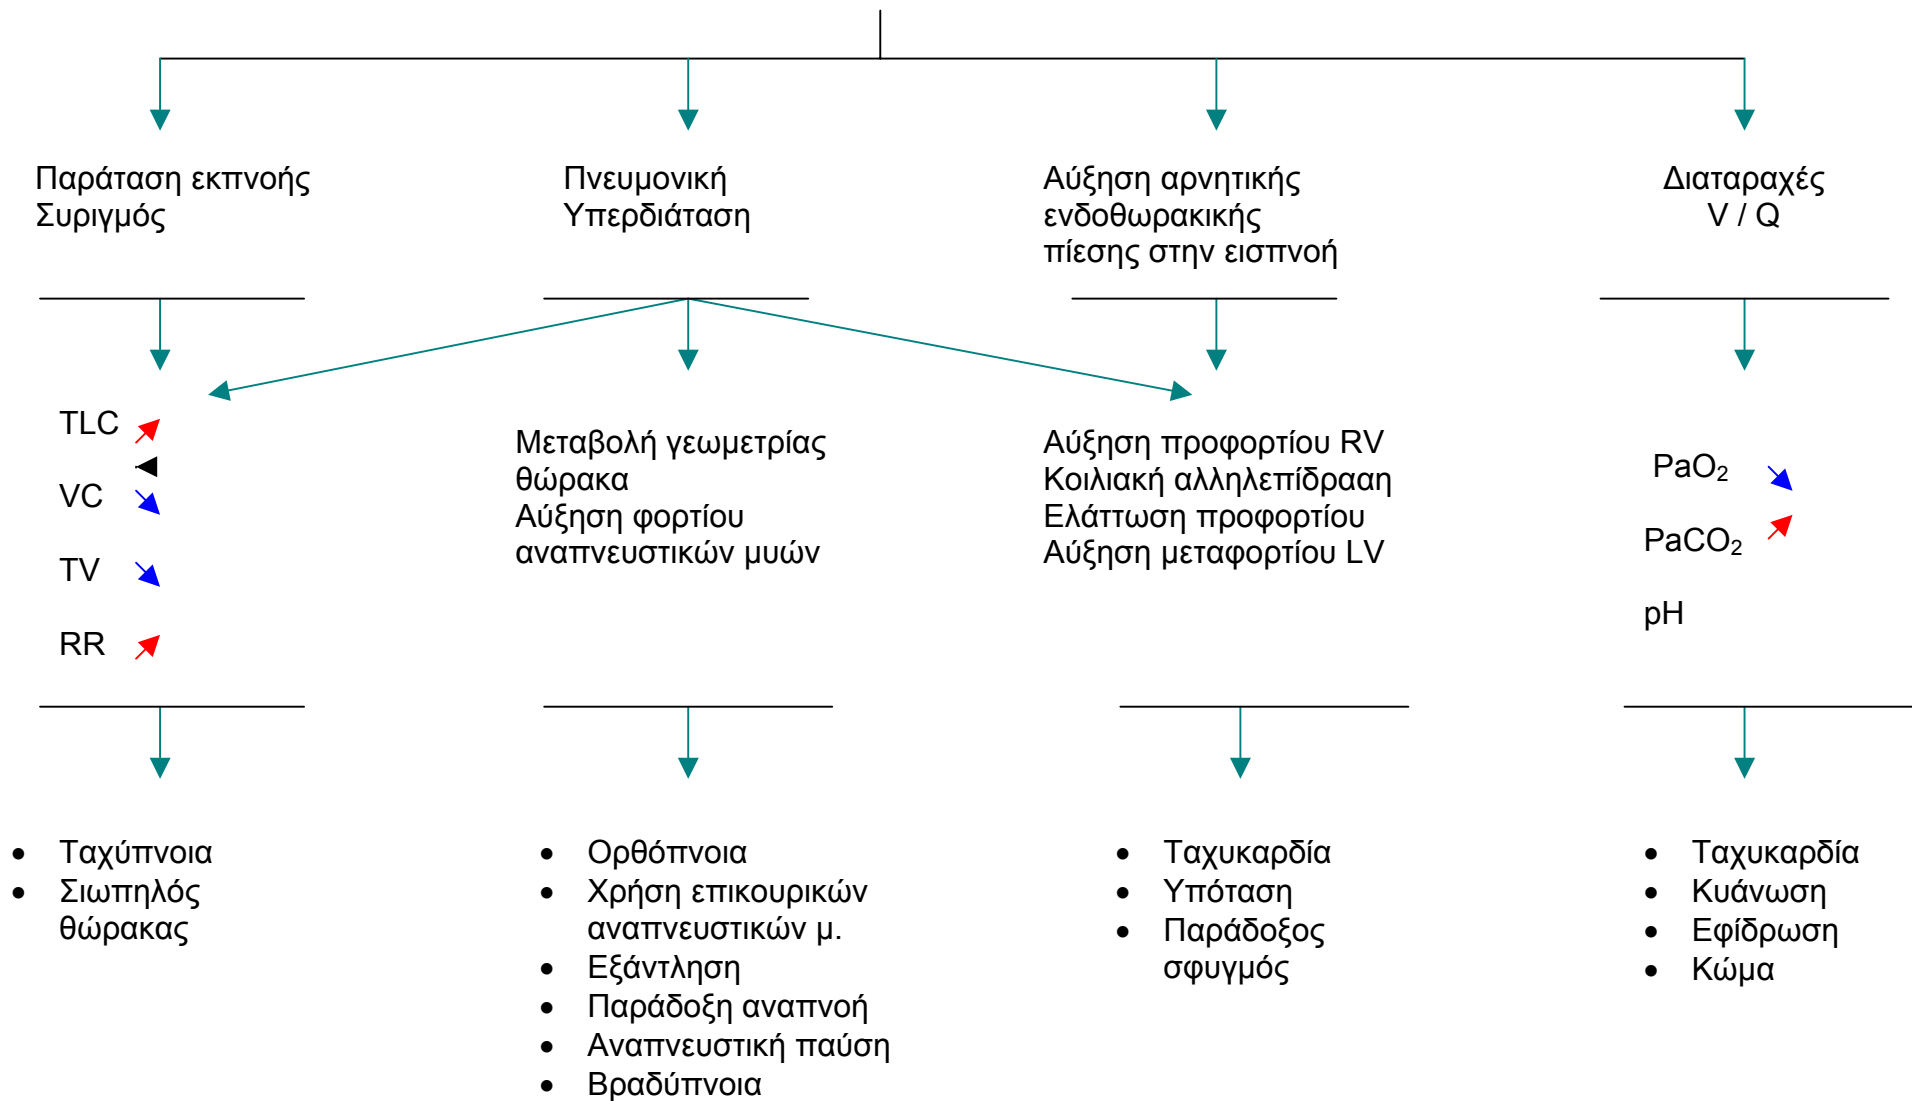 Παράταση εκπνοής
Συριγμός
Πνευμονική
Υπερδιάταση
Αύξηση αρνητικής
ενδοθωρακικής
πίεσης στην εισπνοή
Διαταραχές
V / Q
TLC
VC
TV
RR
Μεταβολή γεωμετρίας
θώρακα
Αύξηση φορτίου
αναπνευστικών μυών
Αύξηση προφορτίου RV
Κοιλιακή αλληλεπίδρααη
Ελάττωση προφορτίου
Αύξηση μεταφορτίου LV
PaO₂
PaCO₂
pH
• Ταχύπνοια
• Σιωπηλός
θώρακας
• Ορθόπνοια
• Χρήση επικουρικών
αναπνευστικών μ.
• Εξάντληση
• Παράδοξη αναπνοή
• Αναπνευστική παύση
• Βραδύπνοια
• Ταχυκαρδία
• Υπόταση
• Παράδοξος
σφυγμός
• Ταχυκαρδία
• Κυάνωση
• Εφίδρωση
• Κώμα